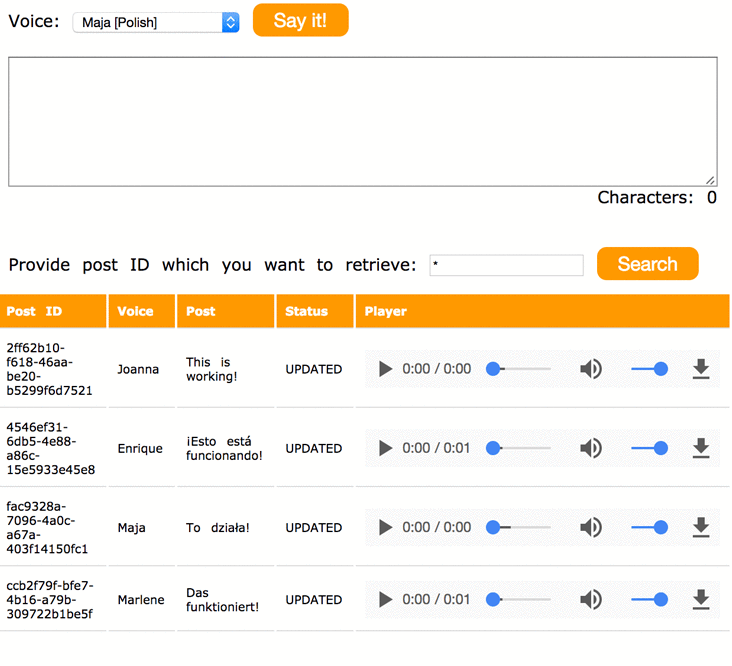 Voice: Maja [Polish] Say it!
Characters: 0
Provide post ID which you want to retrieve: * Search
Post ID Voice Post Status Player
2ff62b10-
f618-46aa-
be20-
b5299f6d7521
Joanna
This is
working!
UPDATED
0:00 / 0:00
4546ef31-
6db5-4e88-
a86c-
15e5933e45e8
Enrique
¡Esto está
funcionando!
UPDATED
0:00 / 0:01
fac9328a-
7096-4a0c-
a67a-
403f14150fc1
Maja
To działa!
UPDATED
0:00 / 0:00
ccb2f79f-bfe7-
4b16-a79b-
309722b1be5f
Marlene
Das
funktioniert!
UPDATED
0:00 / 0:01